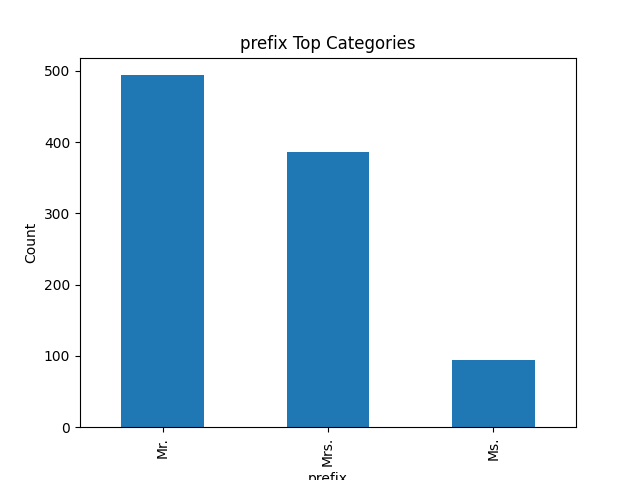 prefix Top Categories
500
400
300
200
100
0
Count
Mr.
Mrs.
Ms.
prefix